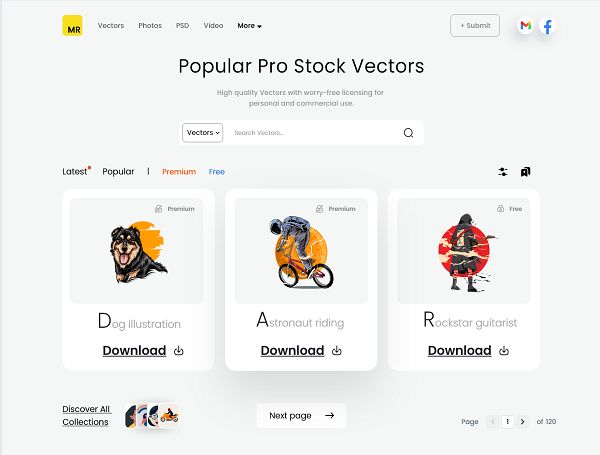 MR
Vectors Photos PSD Video More
+ Submit
Popular Pro Stock Vectors
High quality Vectors with worry-free licensing for
personal and commercial use.
Vectors Search Vectors...
Latest Popular | Premium Free
Premium
Premium
Free
Dog illustration
Astronaut riding
Rockstar guitarist
Download
Download
Download
Discover All
Collections
Next page
Page 1 of 120